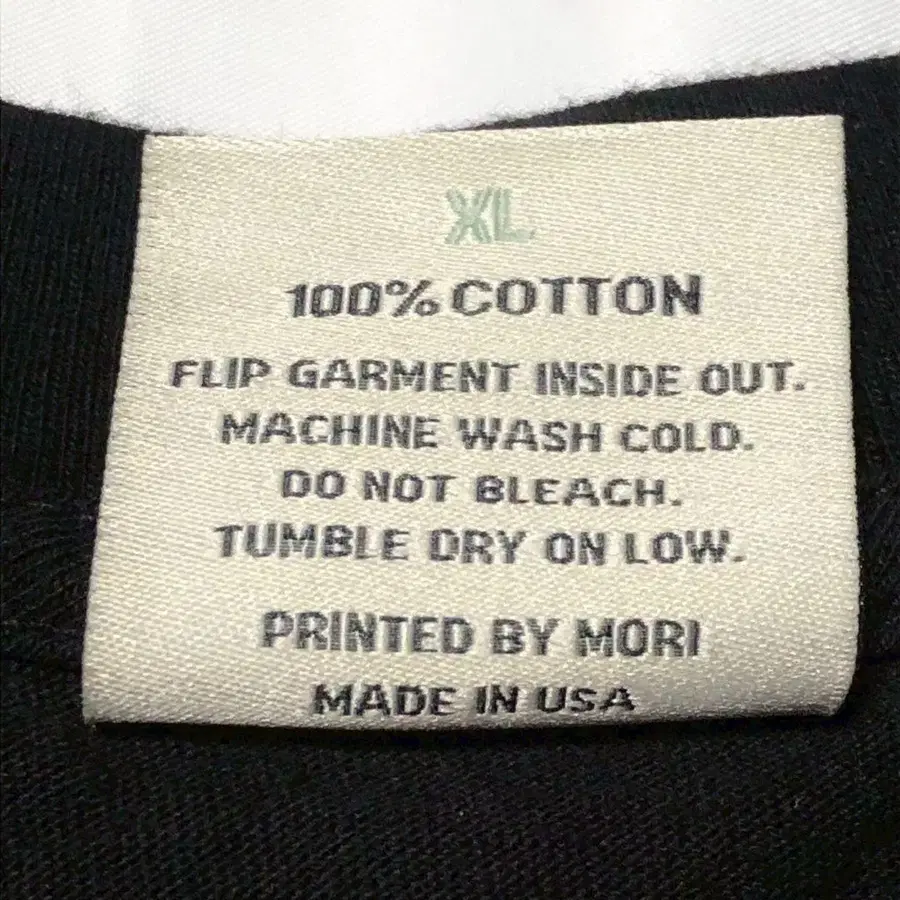 XL
100% COTTON
FLIP GARMENT INSIDE OUT.
MACHINE WASH COLD.
DO NOT BLEACH.
TUMBLE DRY ON LOW.
PRINTED BY MORI
MADE IN USA